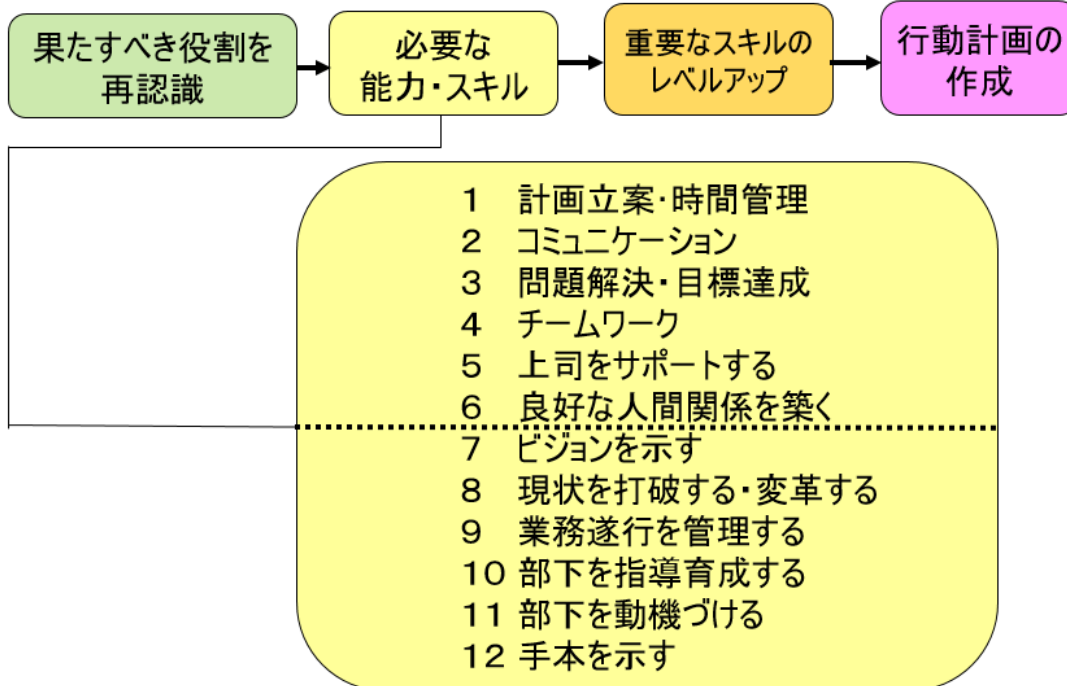 果たすべき役割を
再認識
必要な
能力・スキル
重要なスキルの
レベルアップ
行動計画の
作成
1 計画立案・時間管理
2 コミュニケーション
3 問題解決・目標達成
4 チームワーク
5 上司をサポートする
6 良好な人間関係を築く
7 ビジョンを示す
8 現状を打破する・変革する
9 業務遂行を管理する
10 部下を指導育成する
11 部下を動機づける
12 手本を示す